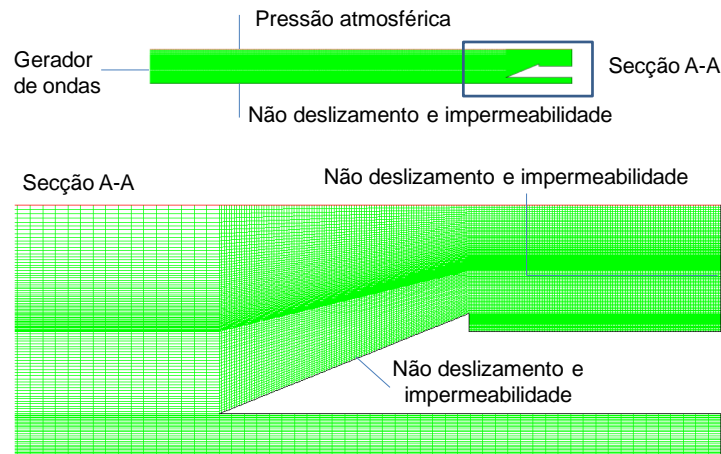 Pressão atmosférica
Gerador
de ondas
Secção A-A
Não deslizamento e impermeabilidade
Secção A-A
Não deslizamento e impermeabilidade
Não deslizamento e
impermeabilidade